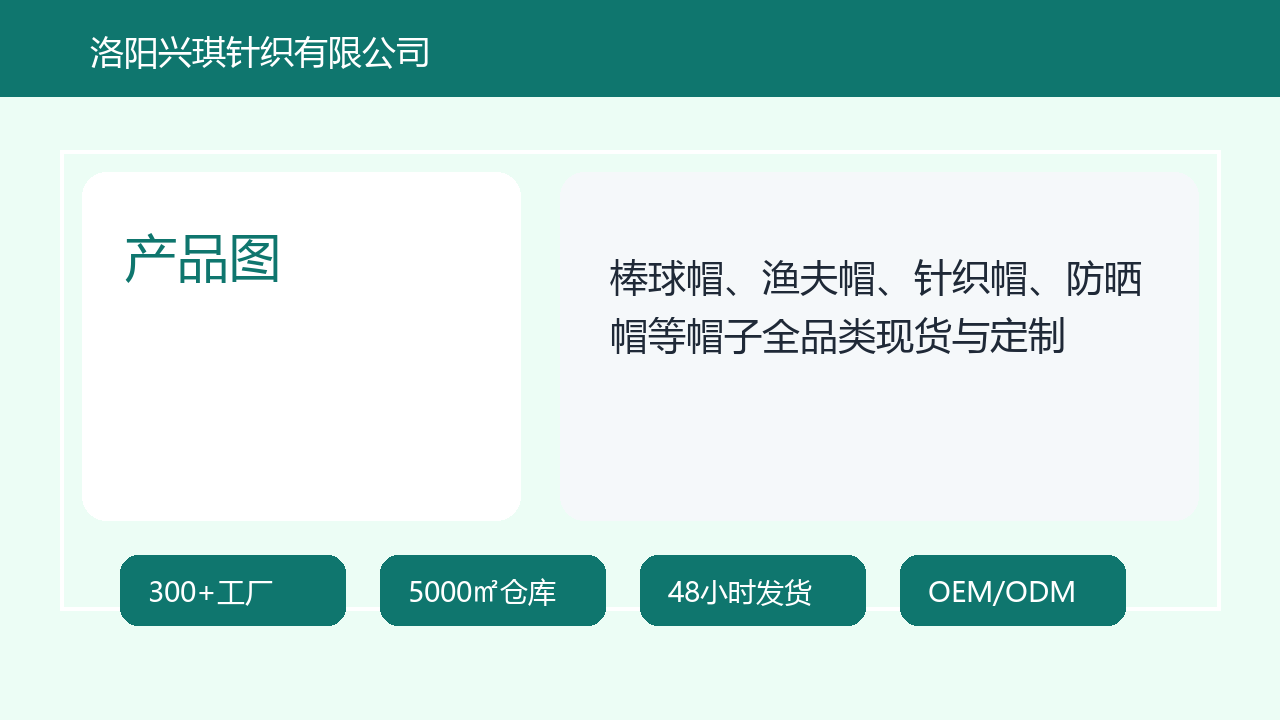 洛阳兴琪针织有限公司
产品图
棒球帽、渔夫帽、针织帽、防晒
帽等帽子全品类现货与定制
300+工厂
5000㎡仓库
48小时发货
OEM/ODM